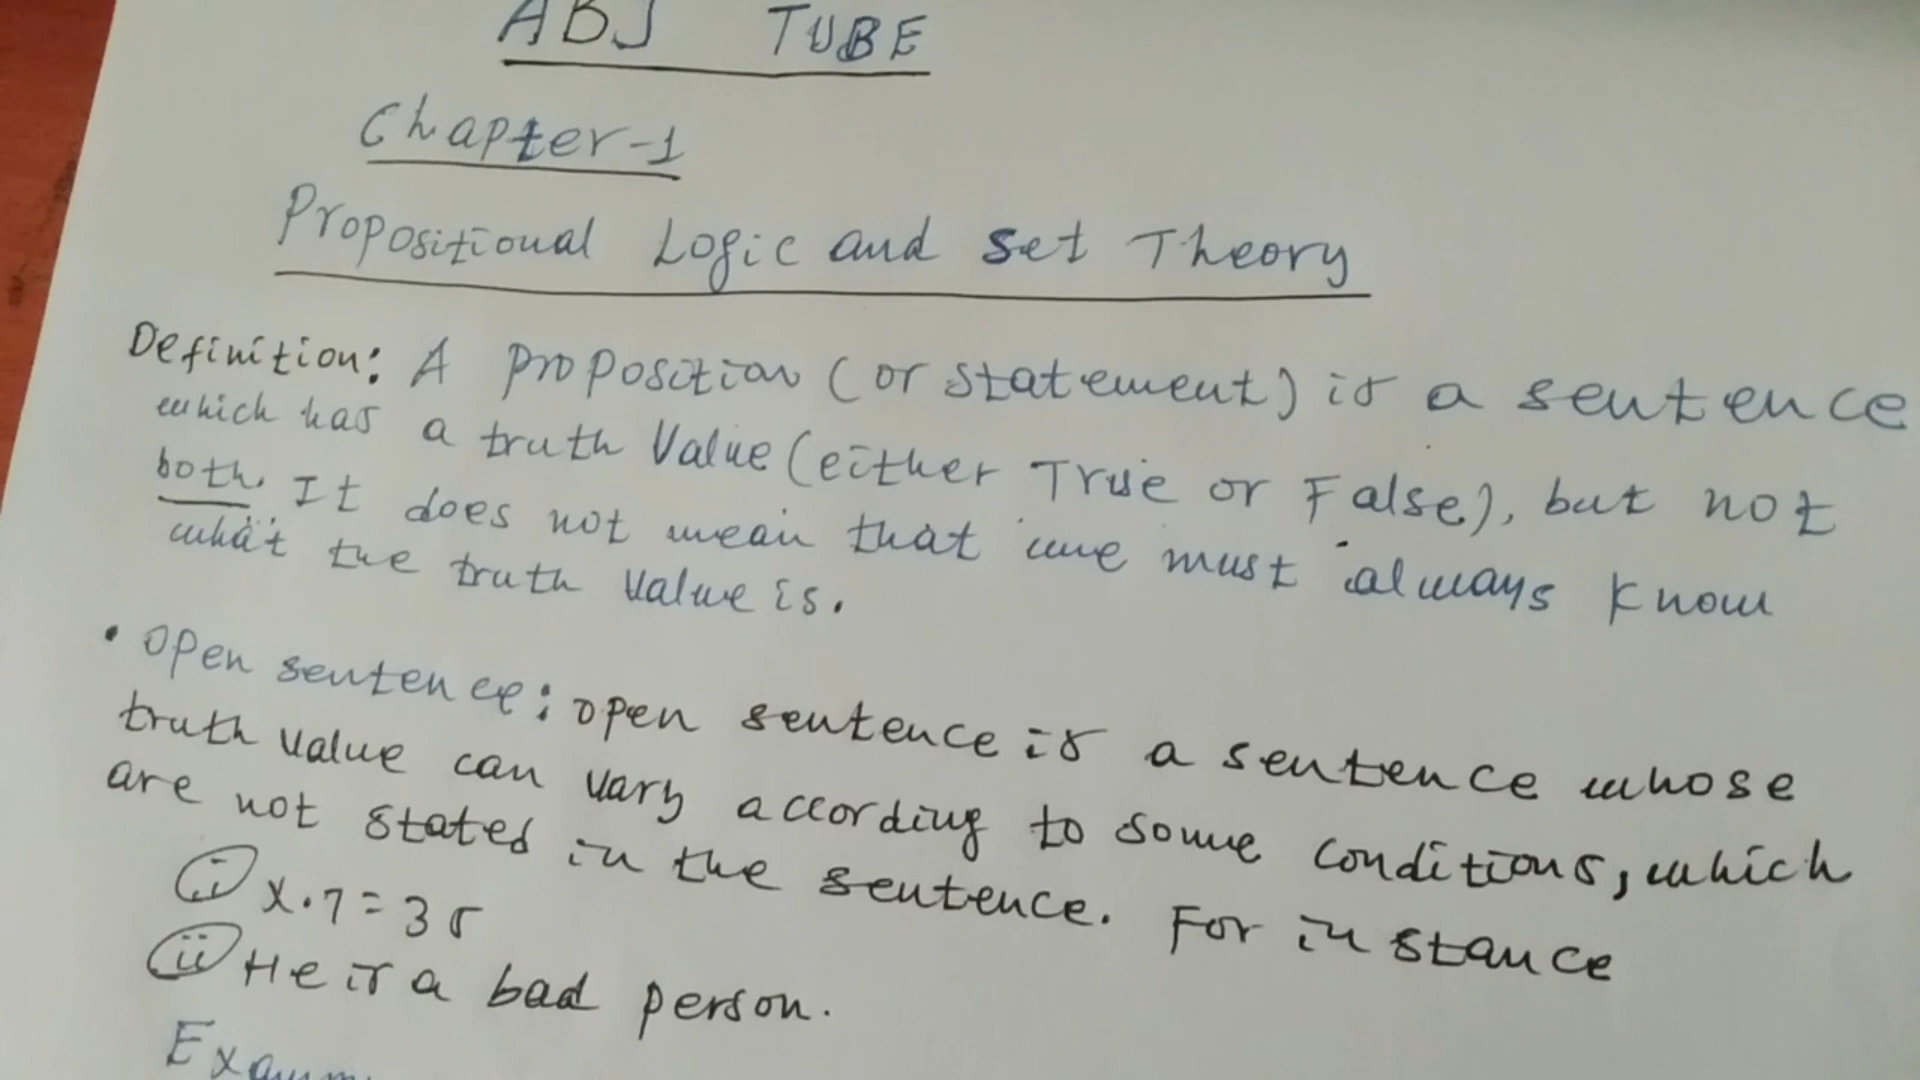 ABJ TUBE
Chapter-1
Propositional Logic and set Theory
Definition: A proposition (or statement) is a sentence
which has a truth Value (either True or False), but not
both. It does not mean that we must always know
what the truth value is.
• open sentence: open sentence is a sentence whose
truth value can vary according to some conditions, which
are not stated in the sentence. For instance
(i) x.7=35
(ii) He is a bad person.